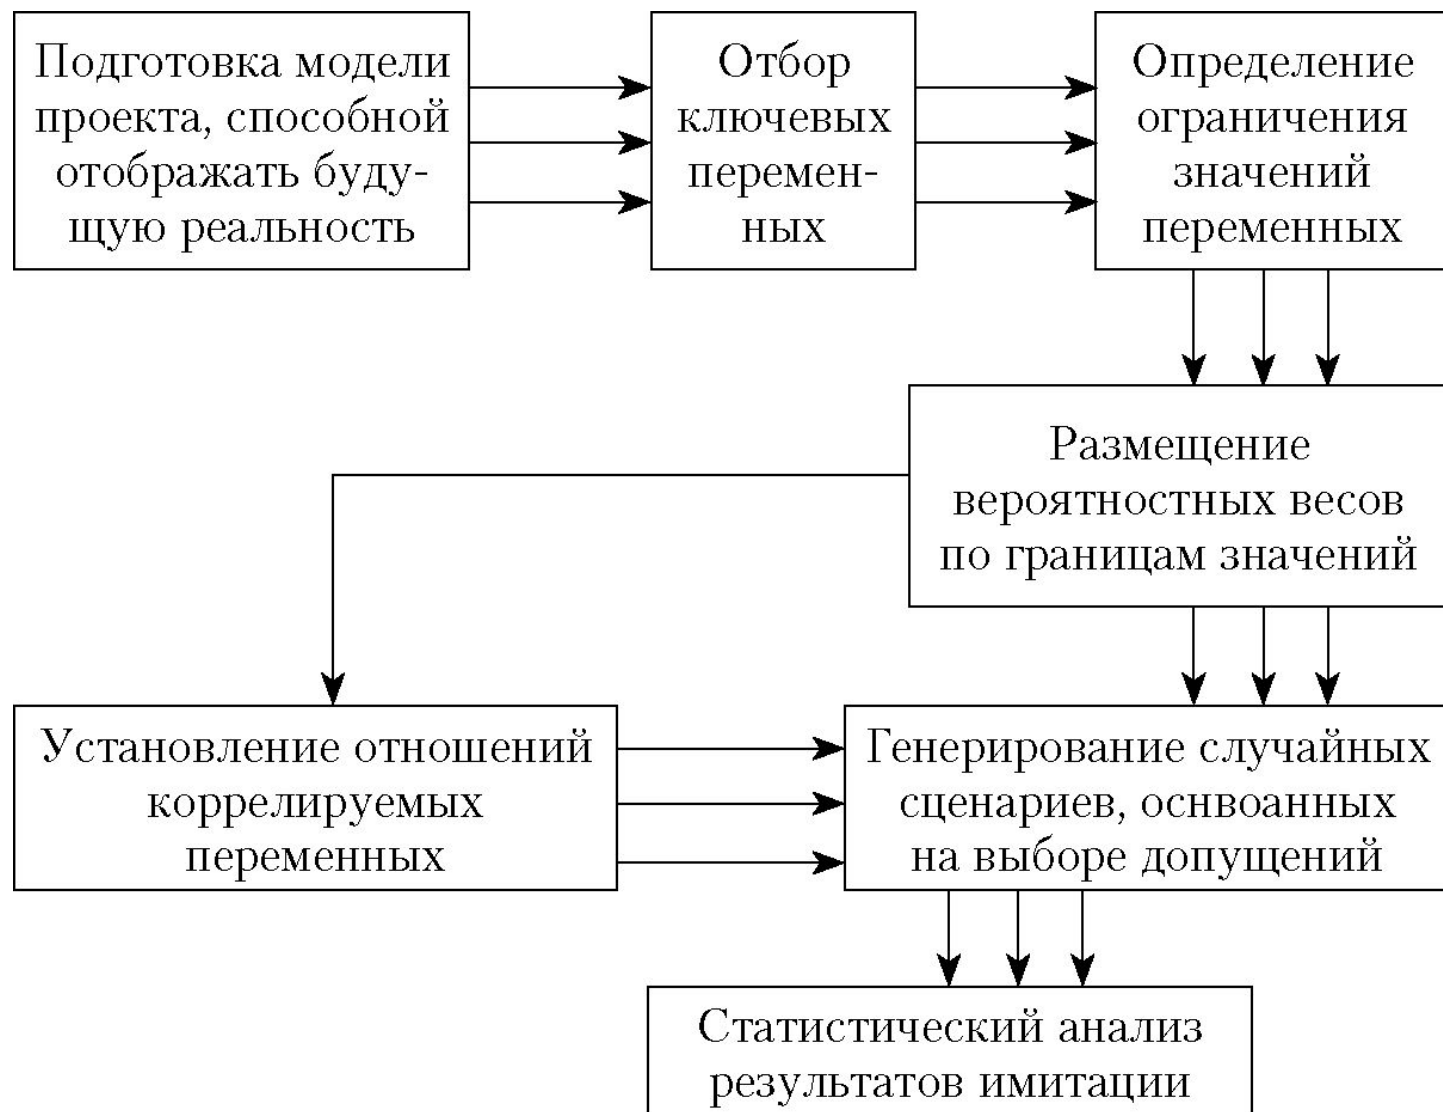 Подготовка модели
проекта, способной
отображать буду-
щую реальность
Отбор
ключевых
перемен-
ных
Определение
ограничения
значений
переменных
Размещение
вероятностных весов
по границам значений
Установление отношений
коррелируемых
переменных
Генерирование случайных
сценариев, оснвоанных
на выборе допущений
Статистический анализ
результатов имитации